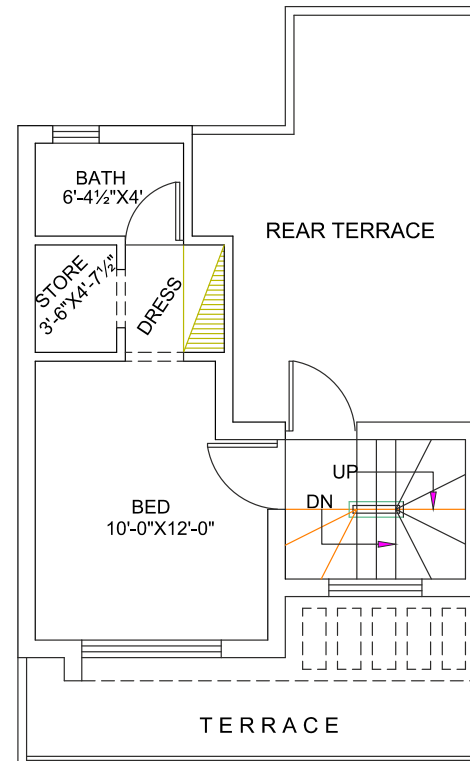 BATH
6'-4½"X4'
REAR TERRACE
STORE
3'-6"X4'-7½"
DRESS
UP
DN
BED
10'-0"X12'-0"
TERRACE